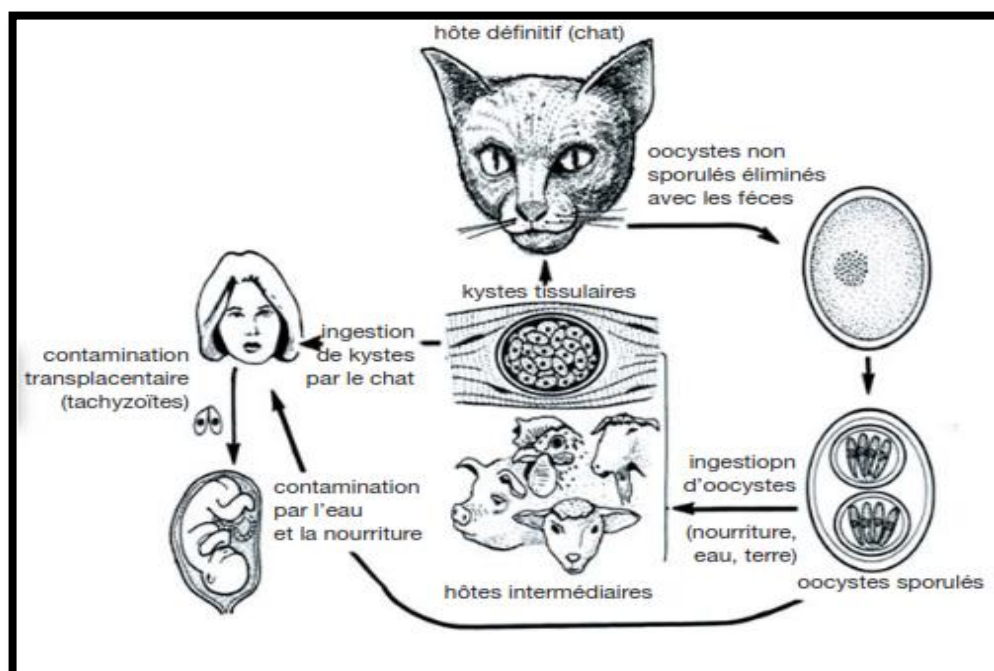 hôte définitif (chat)
oocystes non
sporulés éliminés
avec les féces
kystes tissulaires
ingestion
de kystes
par le chat
contamination
transplacentaire
(tachyzoïtes)
contamination
par l'eau
et la nourriture
ingestiopn
d'oocystes
(nourriture,
eau, terre)
hôtes intermédiaires
oocystes sporulés